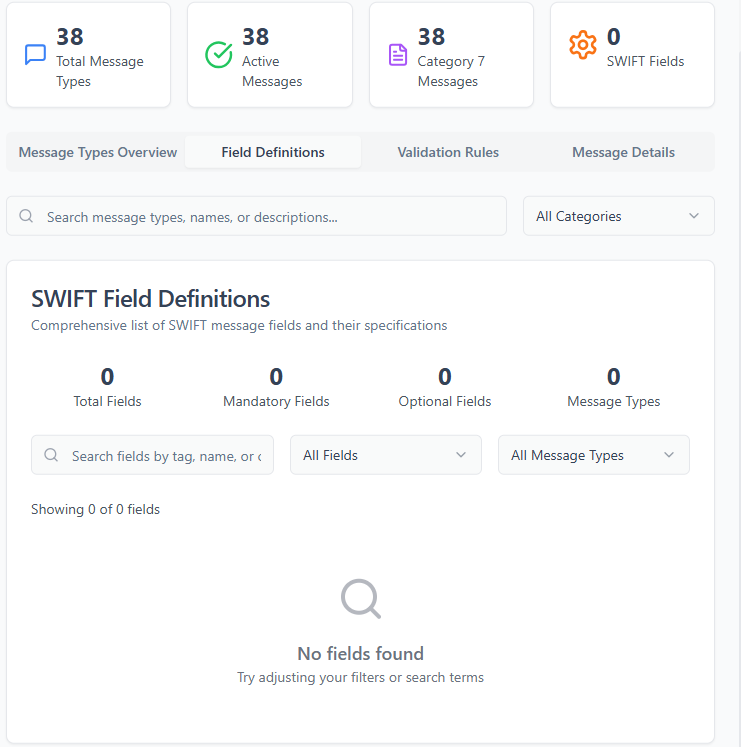 38
Total Message
Types
38
Active
Messages
38
Category 7
Messages
0
SWIFT Fields
Message Types Overview
Field Definitions
Validation Rules
Message Details
Search message types, names, or descriptions...
All Categories
SWIFT Field Definitions
Comprehensive list of SWIFT message fields and their specifications
0
Total Fields
0
Mandatory Fields
0
Optional Fields
0
Message Types
Search fields by tag, name, or
All Fields
All Message Types
Showing 0 of 0 fields
No fields found
Try adjusting your filters or search terms